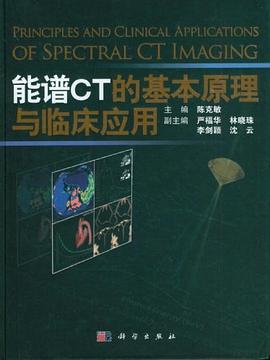 PRINCIPLES AND CLINICAL APPLICATIONS
OF SPECTRAL CT IMAGING
能谱CT的基本原理
与临床应用
主 编 陈克敏
副主编 严福华 林晓珠
李剑颖 沈 云
科学出版社